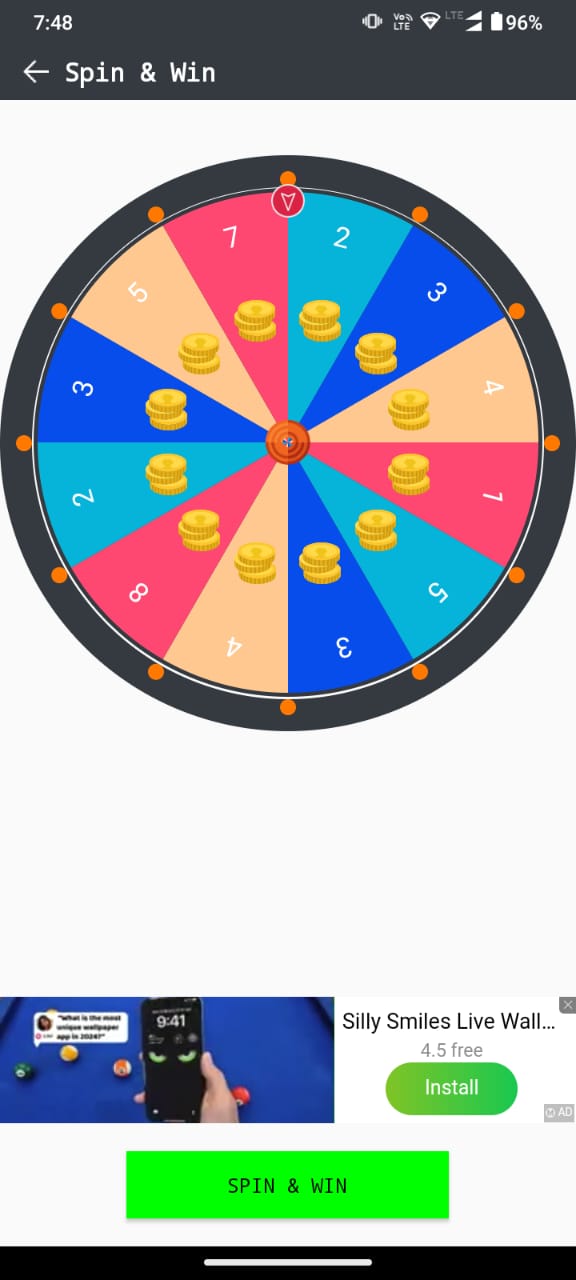 7:48
Vo LTE
LTE
96%
Spin & Win
7
2
5
3
3
4
2
7
8
5
4
3
"What is the most
unique wallpaper
app in 2024?"
9:41
Silly Smiles Live Wall...
4.5 free
Install
AD
SPIN & WIN